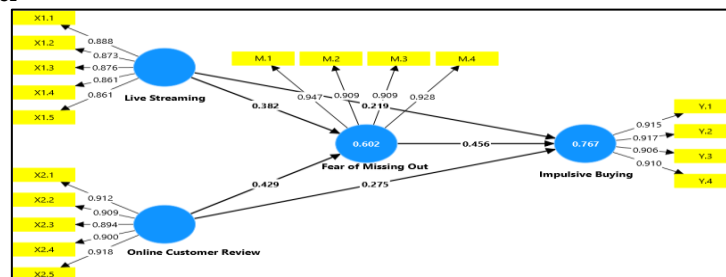 X1.1
X1.2
X1.3
X1.4
X1.5
0.888
0.873
0.876
0.861
0.861
Live Streaming
M.1
M.2
M.3
M.4
0.947
0.909
0.909
0.928
0.219
0.382
0.602
Fear of Missing Out
0.456
0.767
Impulsive Buying
0.915
0.917
0.906
0.910
Y.1
Y.2
Y.3
Y.4
0.429
0.275
X2.1
X2.2
X2.3
X2.4
X2.5
0.912
0.909
0.894
0.900
0.918
Online Customer Review